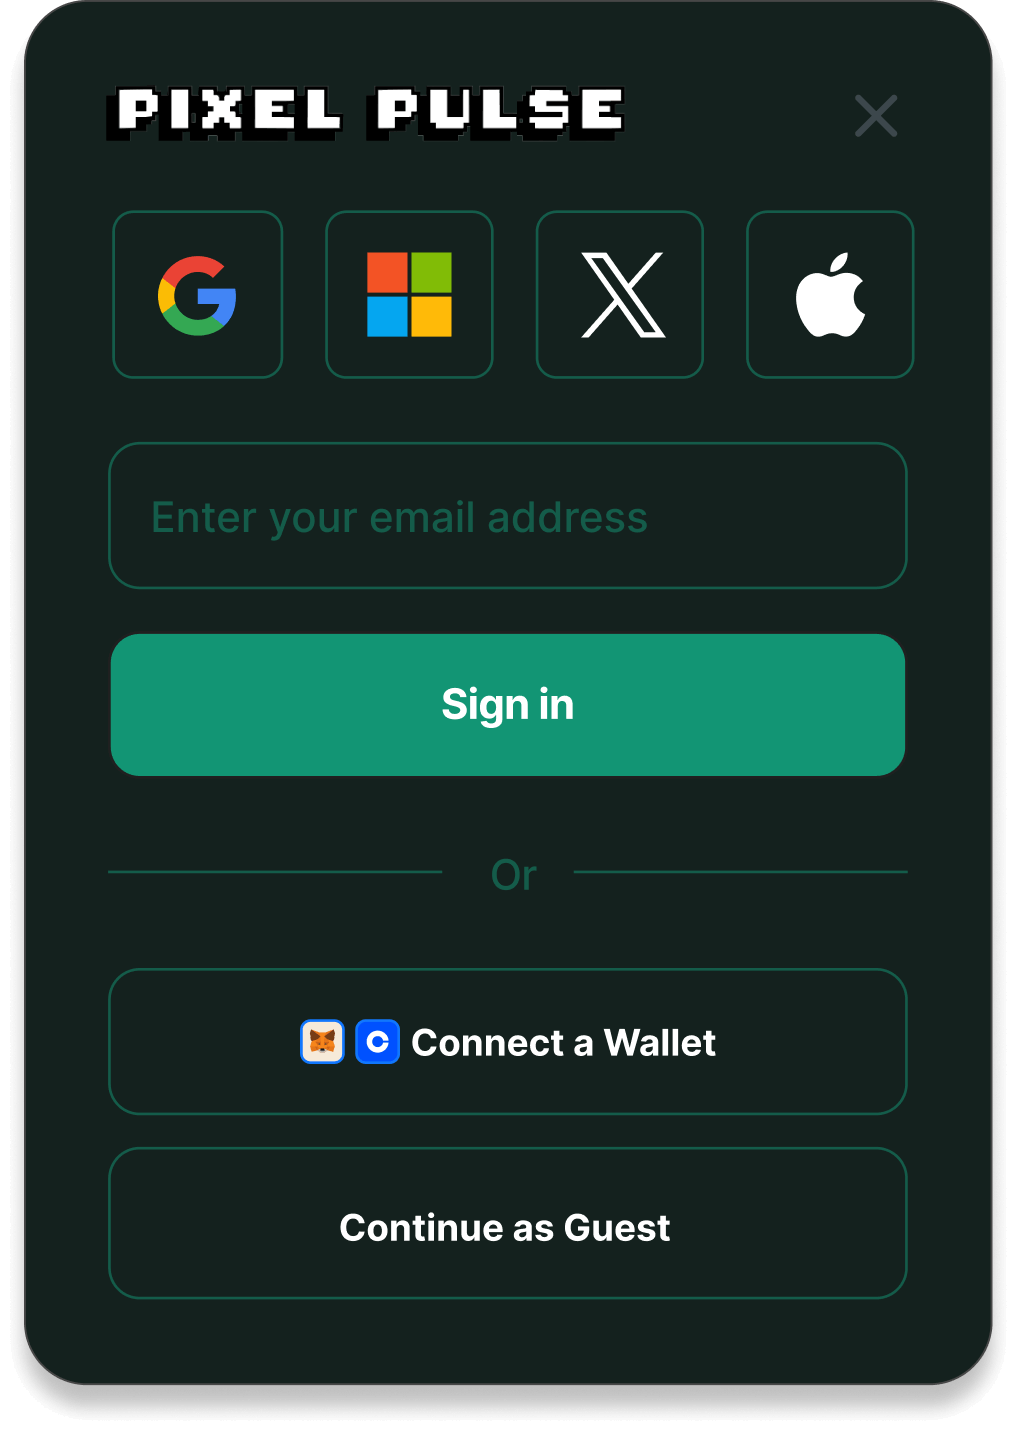 PIXEL PULSE
Enter your email address
Sign in
Or
Connect a Wallet
Continue as Guest